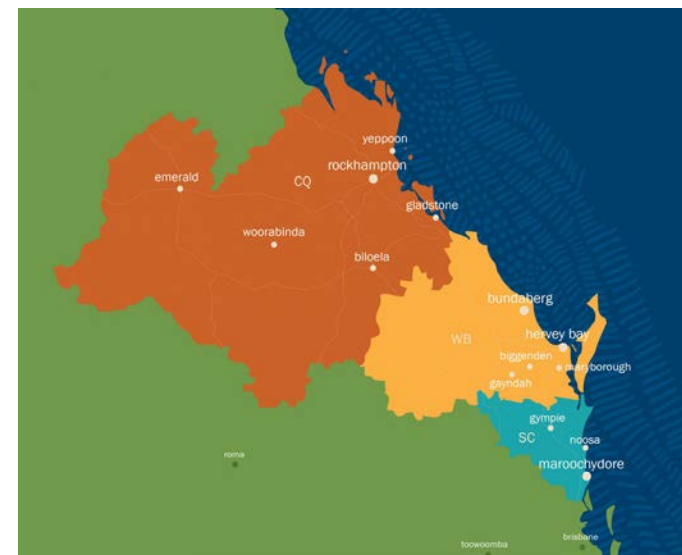 yeppoon
rockhampton
emerald
CQ
gladstone
woorabinda
biloela
bundaberg
WB
hervey bay
biggenden
maryborough
gayndah
gympie
SC
noosa
roma
maroochydore
brisbane
toowoomba